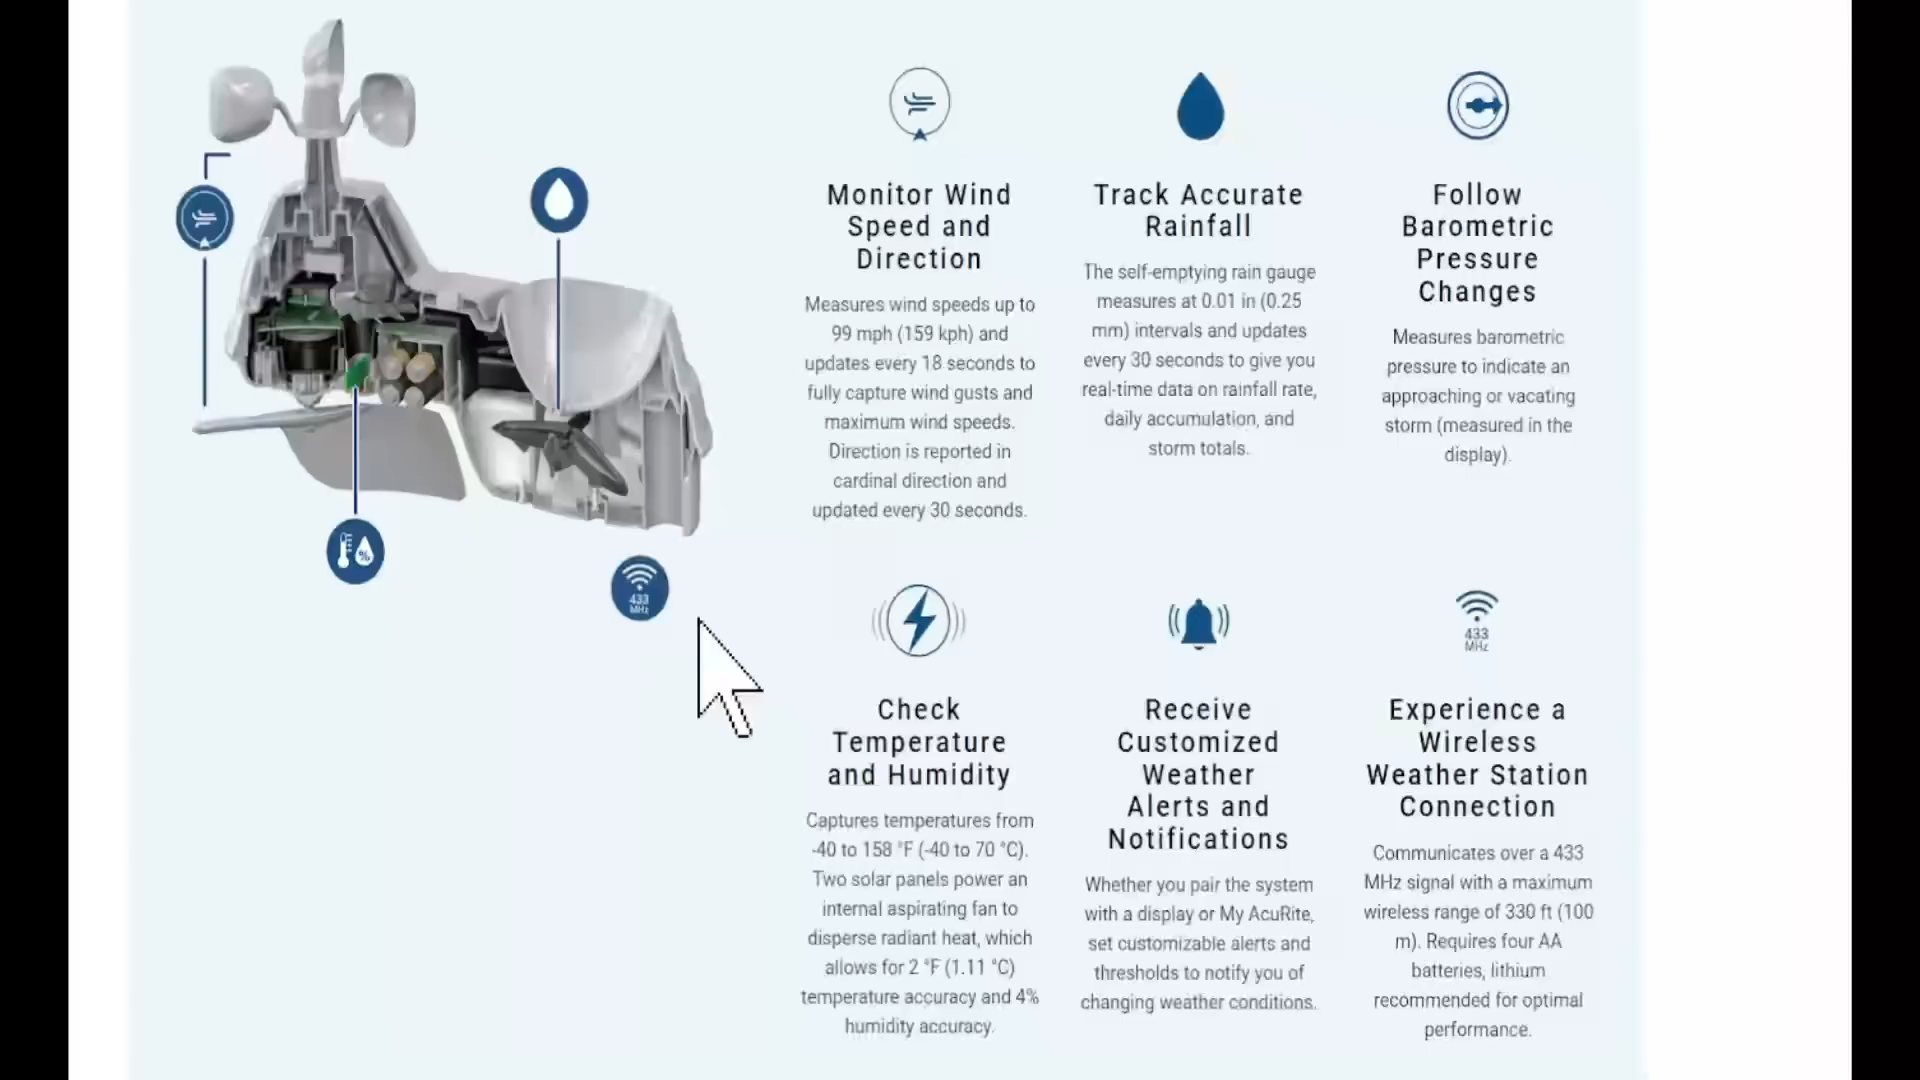 Monitor Wind
Speed and
Direction
Measures wind speeds up to
99 mph (159 kph) and
updates every 18 seconds to
fully capture wind gusts and
maximum wind speeds.
Direction is reported in
cardinal direction and
updated every 30 seconds.
Track Accurate
Rainfall
The self-emptying rain gauge
measures at 0.01 in (0.25
mm) intervals and updates
every 30 seconds to give you
real-time data on rainfall rate,
daily accumulation, and
storm totals.
Follow
Barometric
Pressure
Changes
Measures barometric
pressure to indicate an
approaching or vacating
storm (measured in the
display).
%
433
MHz
Check
Temperature
and Humidity
Captures temperatures from
-40 to 158 °F (-40 to 70 °C).
Two solar panels power an
internal aspirating fan to
disperse radiant heat, which
allows for 2 °F (1.11 °C)
temperature accuracy and 4%
humidity accuracy.
Receive
Customized
Weather
Alerts and
Notifications
Whether you pair the system
with a display or My AcuRite,
set customizable alerts and
thresholds to notify you of
changing weather conditions.
433
MHz
Experience a
Wireless
Weather Station
Connection
Communicates over a 433
MHz signal with a maximum
wireless range of 330 ft (100
m). Requires four AA
batteries, lithium
recommended for optimal
performance.